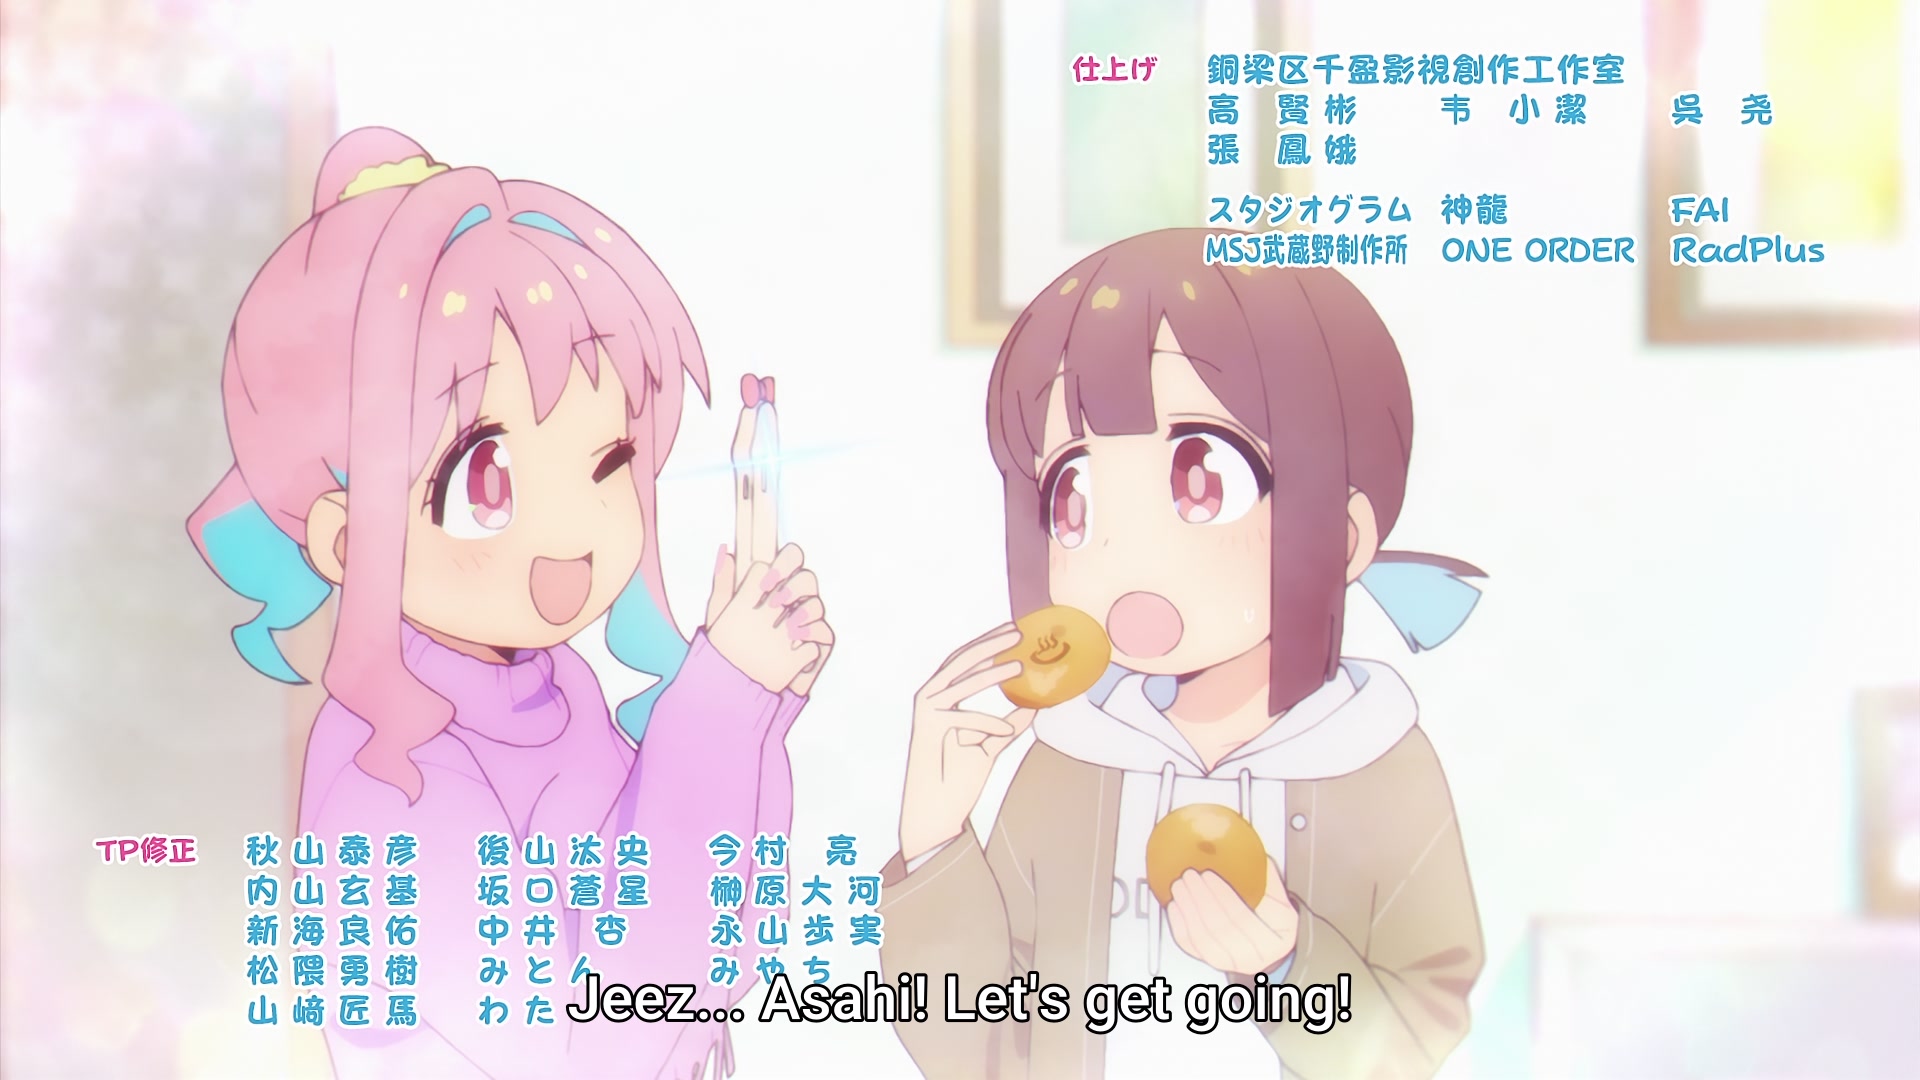 仕上げ 銅梁区千盈影視創作工作室
高 賢彬 韦 小潔 呉 尧
張 鳳娥
スタジオグラム 神龍 FAI
MSJ武蔵野制作所 ONE ORDER RadPlus
TP修正 秋山泰彦 後山汰央 今村 亮
内山玄基 坂口蒼星 榊原大河
新海良佑 中井 杏 永山歩実
松隈勇樹 みとん みやち
山﨑匠馬 わた
Jeez... Asahi! Let's get going!